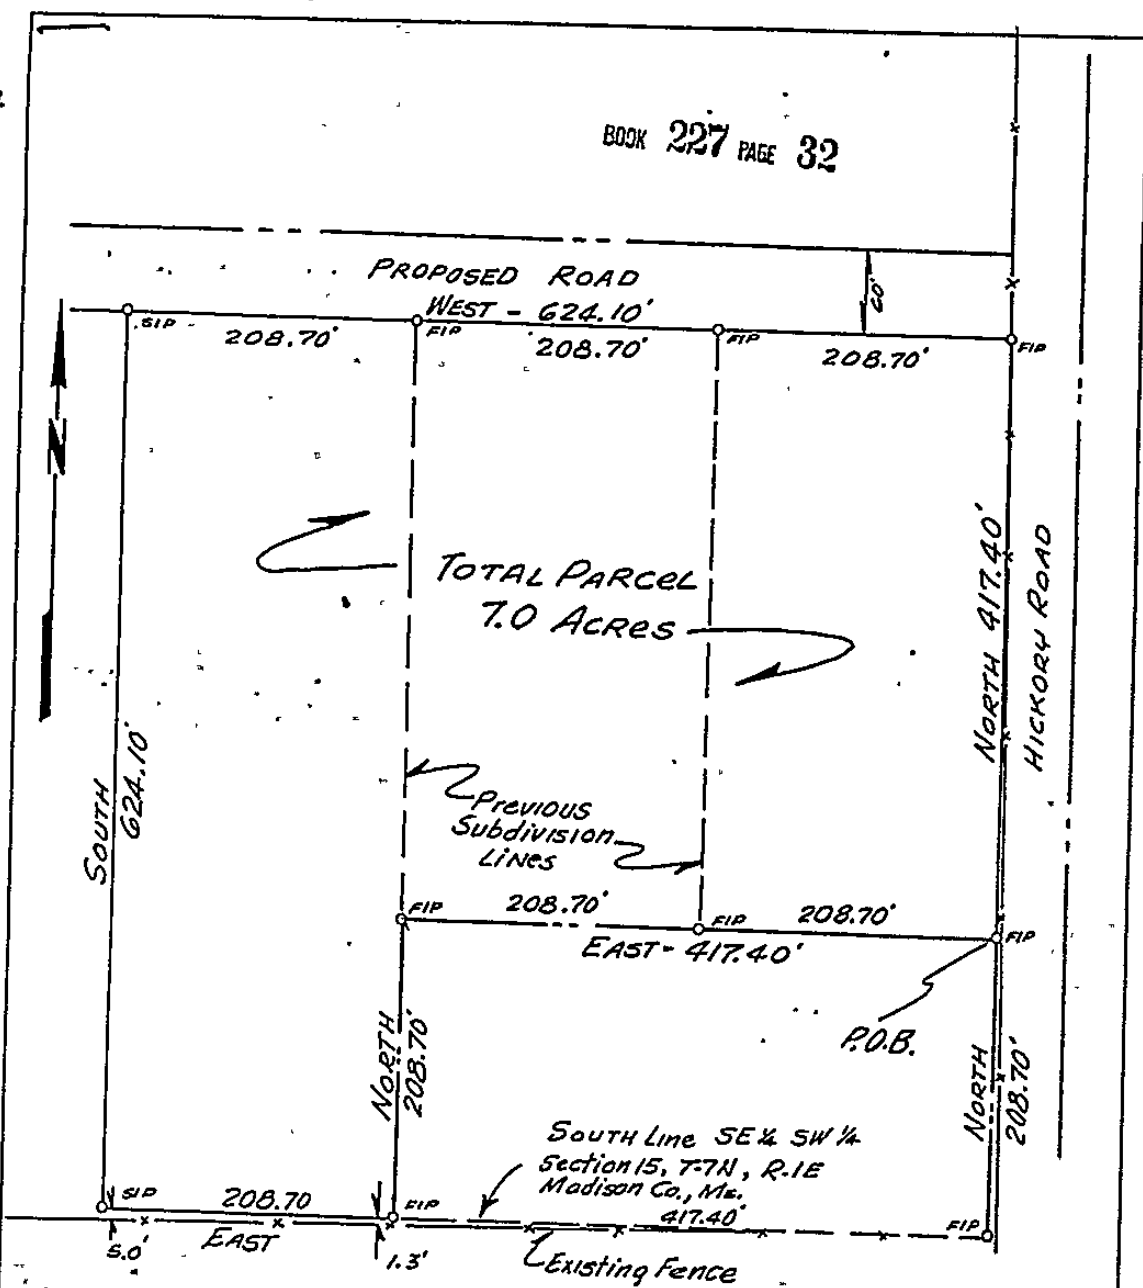 BOOK 227 PAGE 32
PROPOSED ROAD
WEST - 624.10'
60'
SIP
208.70'
FIP
208.70'
FIP
208.70'
FIP
N
TOTAL PARCEL
7.0 ACRES
NORTH 417.40'
HICKORY ROAD
SOUTH
624.10'
Previous
Subdivision
Lines
FIP
208.70'
FIP
208.70'
FIP
EAST - 417.40'
P.O.B.
NORTH
208.70'
NORTH
208.70'
South Line SE ¼ SW ¼
Section 15, T-7N, R-1E
Madison Co., Ms.
417.40'
SIP
208.70
FIP
FIP
5.0'
EAST
1.3'
Existing Fence